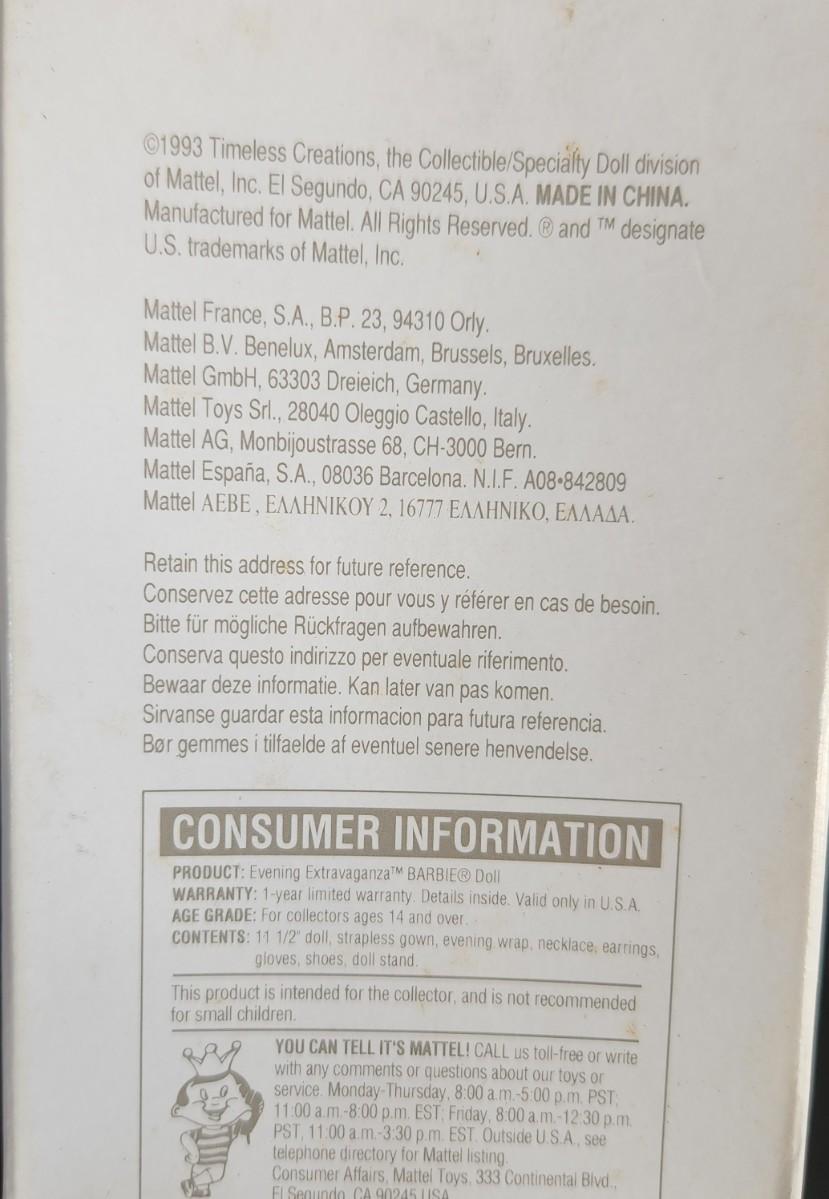 ©1993 Timeless Creations, the Collectible/Specialty Doll division
of Mattel, Inc. El Segundo, CA 90245, U.S.A. MADE IN CHINA.
Manufactured for Mattel. All Rights Reserved. ® and ™ designate
U.S. trademarks of Mattel, Inc.
Mattel France, S.A., B.P. 23, 94310 Orly.
Mattel B.V. Benelux, Amsterdam, Brussels, Bruxelles.
Mattel GmbH, 63303 Dreieich, Germany.
Mattel Toys Srl., 28040 Oleggio Castello, Italy.
Mattel AG, Monbijoustrasse 68, CH-3000 Bern.
Mattel España, S.A., 08036 Barcelona. N.I.F. A08•842809
Mattel AEBE , ΕΛΛΗΝΙΚΟΥ 2, 16777 ΕΛΛΗΝΙΚΟ, ΕΛΛΑΔΑ.
Retain this address for future reference.
Conservez cette adresse pour vous y référer en cas de besoin.
Bitte für mögliche Rückfragen aufbewahren.
Conserva questo indirizzo per eventuale riferimento.
Bewaar deze informatie. Kan later van pas komen.
Sirvanse guardar esta informacion para futura referencia.
Bør gemmes i tilfaelde af eventuel senere henvendelse.
CONSUMER INFORMATION
PRODUCT: Evening Extravaganza™ BARBIE® Doll
WARRANTY: 1-year limited warranty. Details inside. Valid only in U.S.A.
AGE GRADE: For collectors ages 14 and over.
CONTENTS: 11 1/2" doll, strapless gown, evening wrap, necklace, earrings,
gloves, shoes, doll stand.
This product is intended for the collector, and is not recommended
for small children.
YOU CAN TELL IT'S MATTEL! CALL us toll-free or write
with any comments or questions about our toys or
service. Monday-Thursday, 8:00 a.m.-5:00 p.m. PST;
11:00 a.m.-8:00 p.m. EST; Friday, 8:00 a.m.-12:30 p.m.
PST, 11:00 a.m.-3:30 p.m. EST. Outside U.S.A., see
telephone directory for Mattel listing.
Consumer Affairs, Mattel Toys, 333 Continental Blvd.,
El Segundo, CA 90245 USA